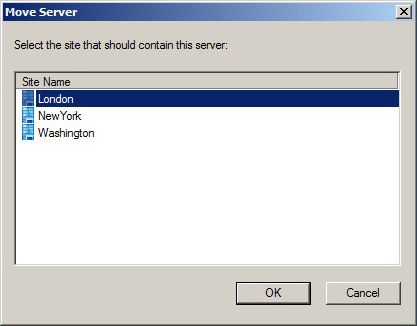 Move Server
Select the site that should contain this server:
Site Name
London
NewYork
Washington
OK Cancel